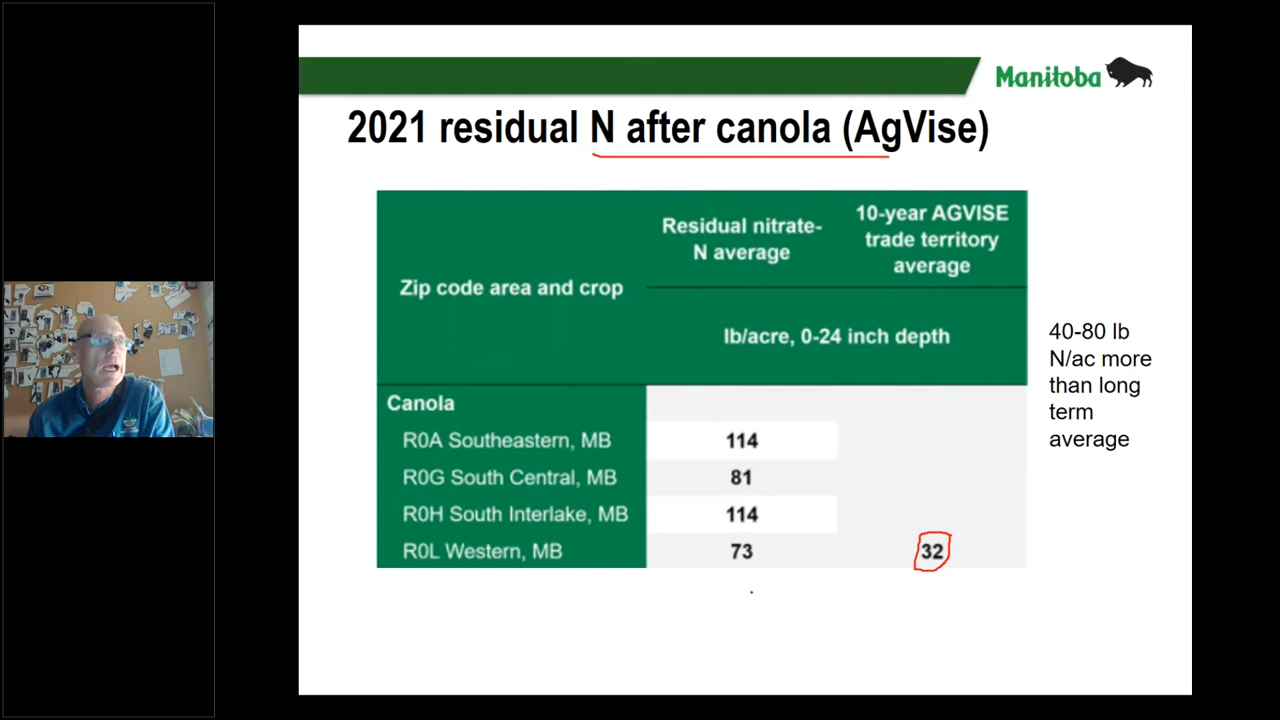 Manitoba
2021 residual N after canola (AgVise)
Zip code area and crop
Residual nitrate-
N average
10-year AGVISE
trade territory
average
lb/acre, 0-24 inch depth
Canola
R0A Southeastern, MB 114
R0G South Central, MB 81
R0H South Interlake, MB 114
R0L Western, MB 73 32
40-80 lb
N/ac more
than long
term
average